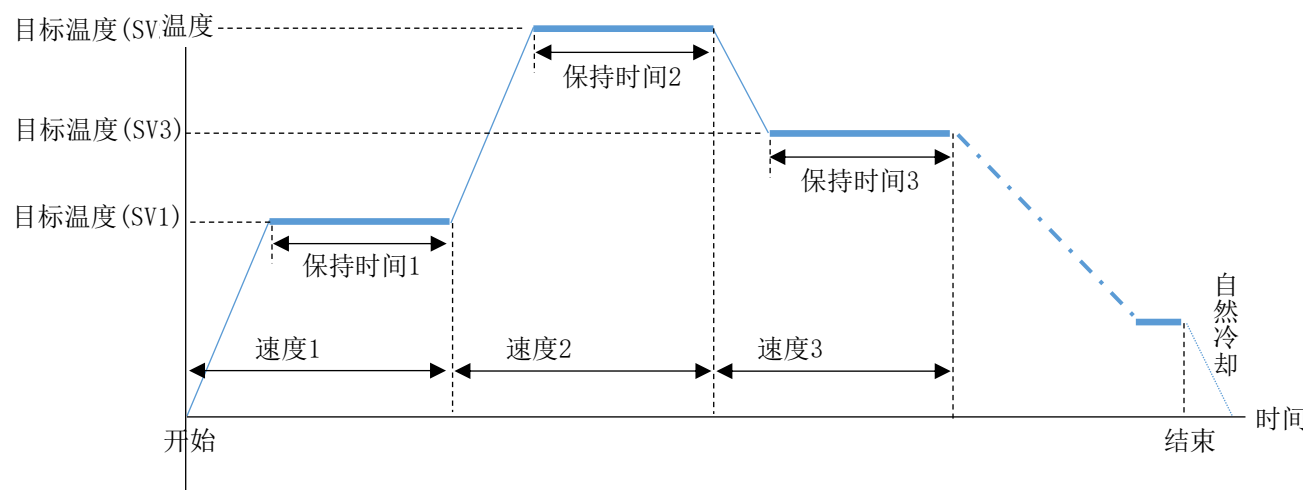 目标温度(SV
温度
保持时间2
目标温度(SV3)
保持时间3
目标温度(SV1)
保持时间1
自然冷却
速度1
速度2
速度3
时间
开始
结束